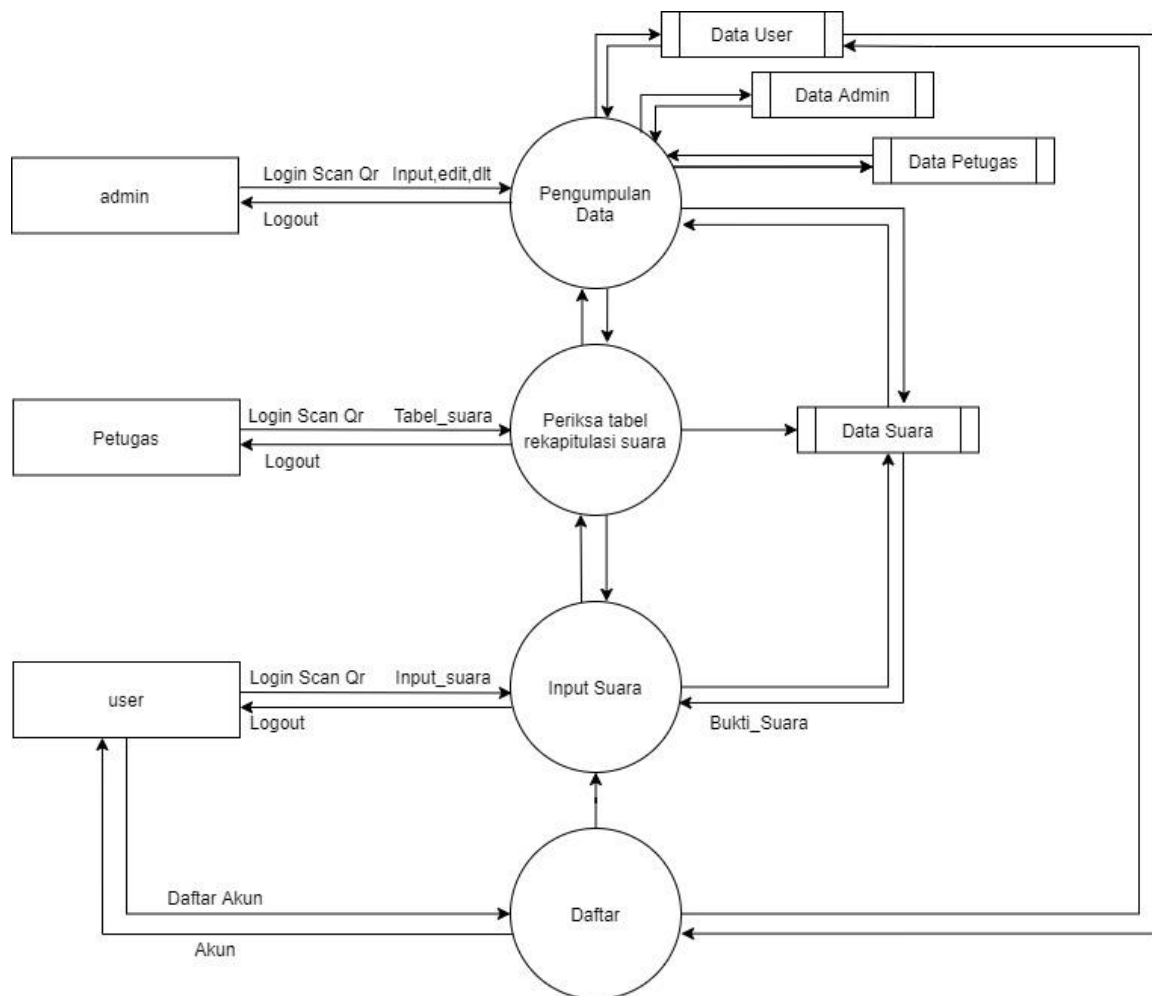 Data User
Data Admin
Data Petugas
admin
Login Scan Qr Input,edit,dlt
Logout
Pengumpulan
Data
Petugas
Login Scan Qr Tabel_suara
Logout
Periksa tabel
rekapitulasi suara
Data Suara
user
Login Scan Qr Input_suara
Logout
Input Suara
Bukti_Suara
Daftar Akun
Akun
Daftar